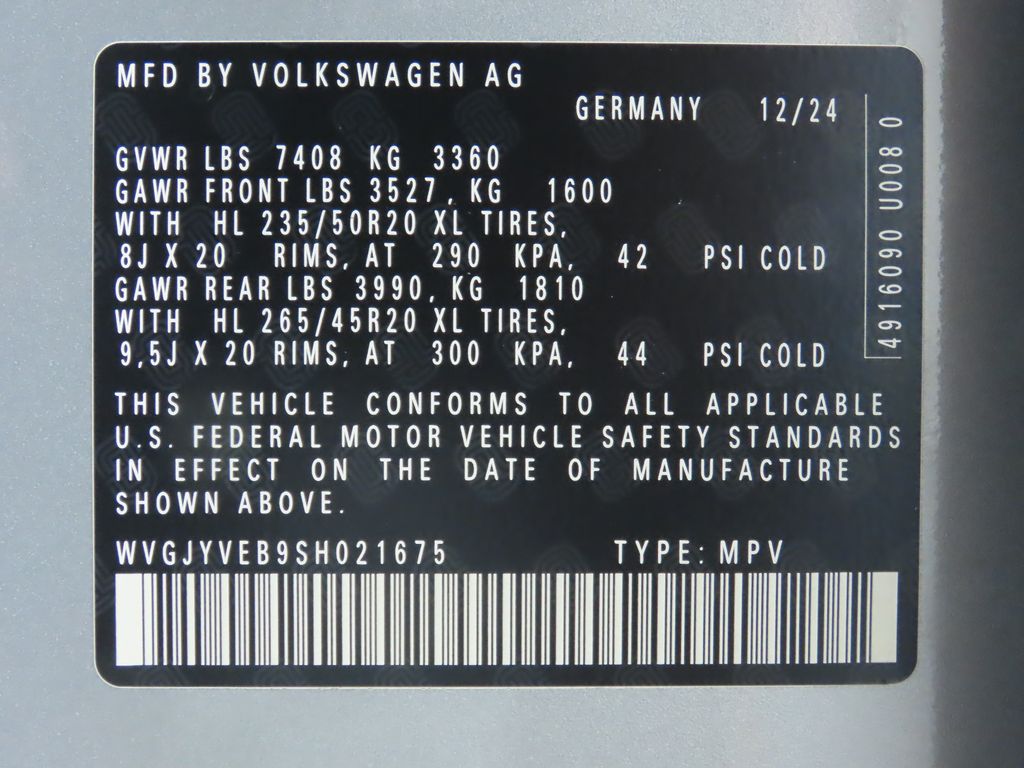 MFD BY VOLKSWAGEN AG
GERMANY 12/24
GVWR LBS 7408 KG 3360
GAWR FRONT LBS 3527, KG 1600
WITH HL 235/50R20 XL TIRES,
8J X 20 RIMS, AT 290 KPA, 42 PSI COLD
GAWR REAR LBS 3990, KG 1810
WITH HL 265/45R20 XL TIRES,
9,5J X 20 RIMS, AT 300 KPA, 44 PSI COLD
THIS VEHICLE CONFORMS TO ALL APPLICABLE
U.S. FEDERAL MOTOR VEHICLE SAFETY STANDARDS
IN EFFECT ON THE DATE OF MANUFACTURE
SHOWN ABOVE.
WVGJYVEB9SH021675 TYPE: MPV
4916090 U008 0